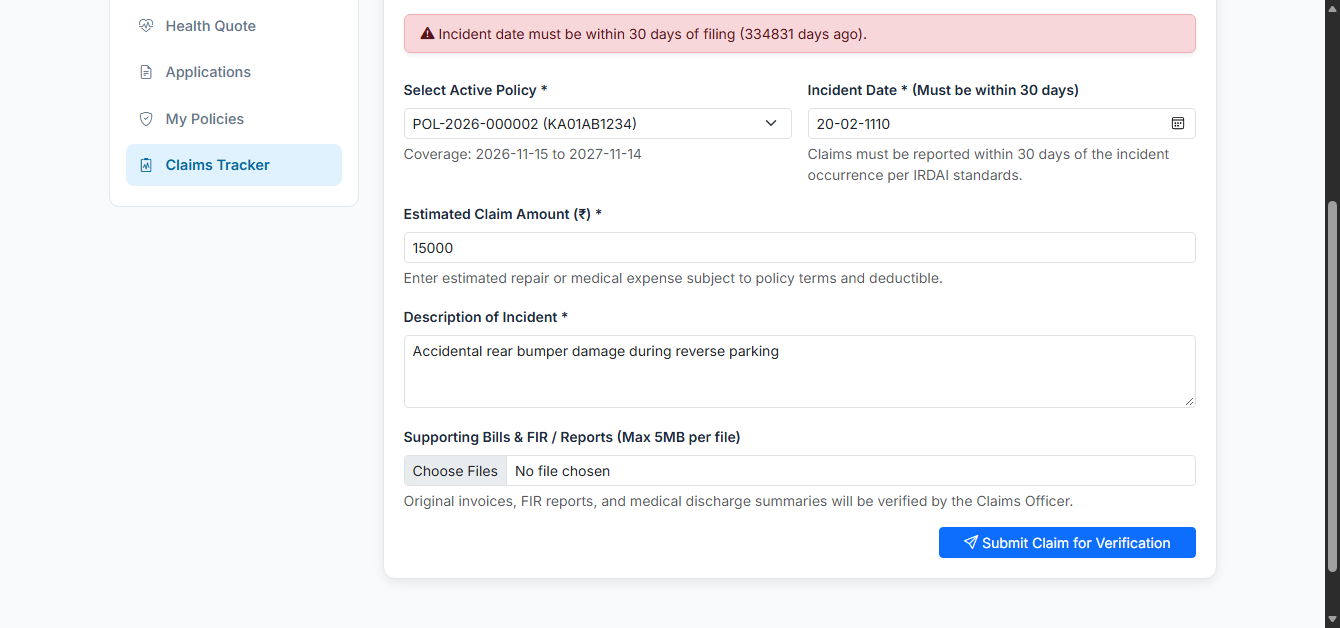 Health Quote
Applications
My Policies
Claims Tracker
Incident date must be within 30 days of filing (334831 days ago).
Select Active Policy *
POL-2026-000002 (KA01AB1234)
Coverage: 2026-11-15 to 2027-11-14
Incident Date * (Must be within 30 days)
20-02-1110
Claims must be reported within 30 days of the incident
occurrence per IRDAI standards.
Estimated Claim Amount (₹) *
15000
Enter estimated repair or medical expense subject to policy terms and deductible.
Description of Incident *
Accidental rear bumper damage during reverse parking
Supporting Bills & FIR / Reports (Max 5MB per file)
Choose Files No file chosen
Original invoices, FIR reports, and medical discharge summaries will be verified by the Claims Officer.
Submit Claim for Verification